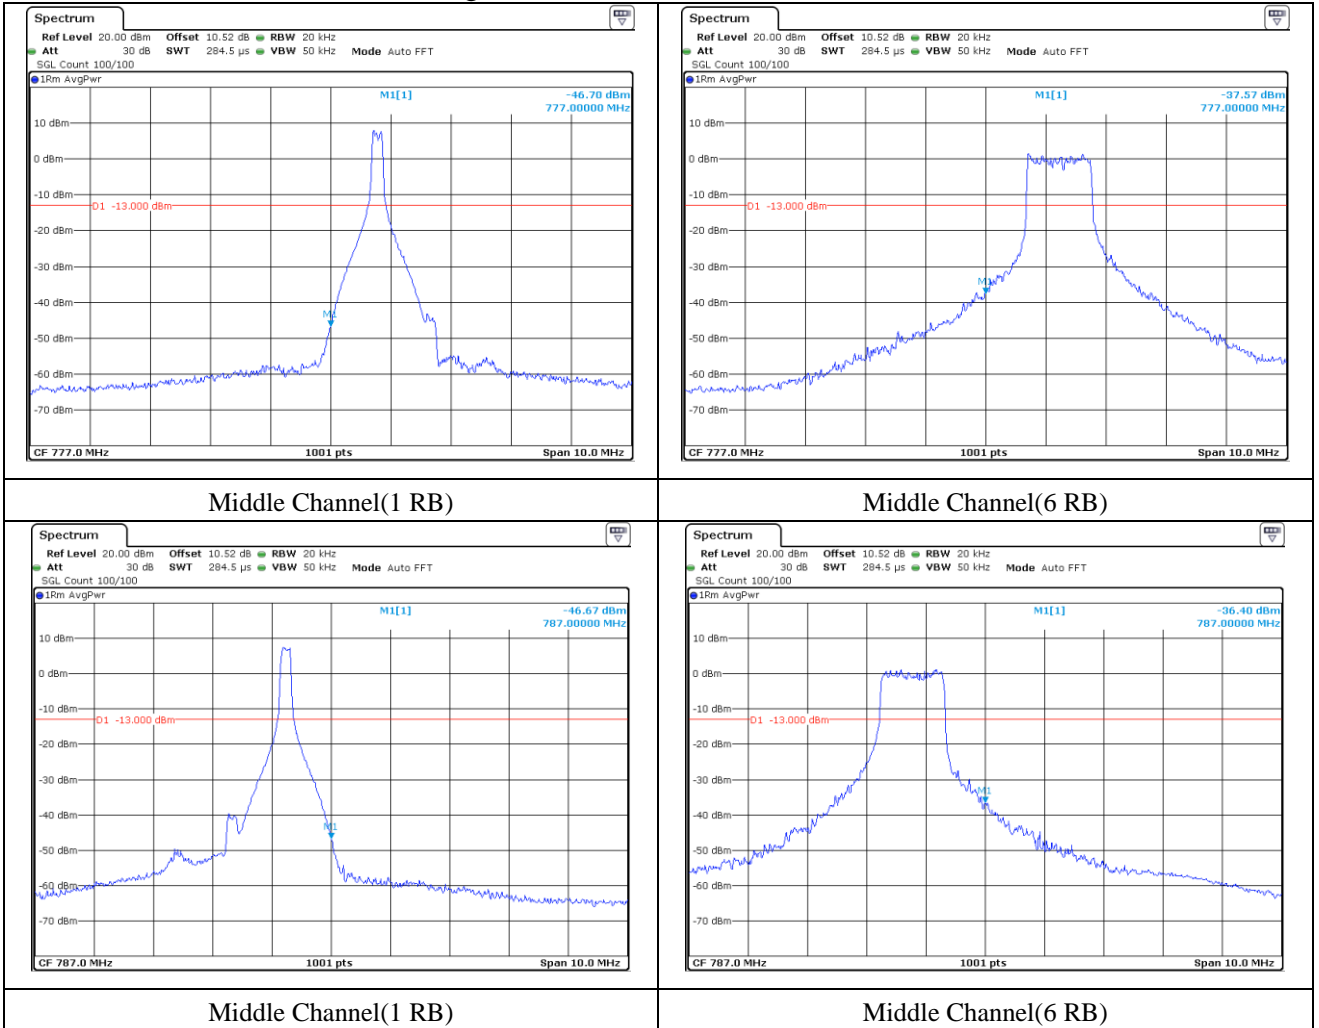 Spectrum
Ref Level 20.00 dBm Offset 10.52 dB RBW 20 kHz
Att 30 dB SWT 284.5 µs VBW 50 kHz Mode Auto FFT
SGL Count 100/100
1Rm AvgPwr
M1[1] -46.70 dBm
777.00000 MHz
10 dBm
0 dBm
-10 dBm
D1 -13.000 dBm
-20 dBm
-30 dBm
-40 dBm
M1
-50 dBm
-60 dBm
-70 dBm
CF 777.0 MHz 1001 pts Span 10.0 MHz
Spectrum
Ref Level 20.00 dBm Offset 10.52 dB RBW 20 kHz
Att 30 dB SWT 284.5 µs VBW 50 kHz Mode Auto FFT
SGL Count 100/100
1Rm AvgPwr
M1[1] -37.57 dBm
777.00000 MHz
10 dBm
0 dBm
-10 dBm
D1 -13.000 dBm
-20 dBm
-30 dBm
M1
-40 dBm
-50 dBm
-60 dBm
-70 dBm
CF 777.0 MHz 1001 pts Span 10.0 MHz
Middle Channel(1 RB) Middle Channel(6 RB)
Spectrum
Ref Level 20.00 dBm Offset 10.52 dB RBW 20 kHz
Att 30 dB SWT 284.5 µs VBW 50 kHz Mode Auto FFT
SGL Count 100/100
1Rm AvgPwr
M1[1] -46.67 dBm
787.00000 MHz
10 dBm
0 dBm
-10 dBm
D1 -13.000 dBm
-20 dBm
-30 dBm
-40 dBm
M1
-50 dBm
-60 dBm
-70 dBm
CF 787.0 MHz 1001 pts Span 10.0 MHz
Spectrum
Ref Level 20.00 dBm Offset 10.52 dB RBW 20 kHz
Att 30 dB SWT 284.5 µs VBW 50 kHz Mode Auto FFT
SGL Count 100/100
1Rm AvgPwr
M1[1] -36.40 dBm
787.00000 MHz
10 dBm
0 dBm
-10 dBm
D1 -13.000 dBm
-20 dBm
-30 dBm
M1
-40 dBm
-50 dBm
-60 dBm
-70 dBm
CF 787.0 MHz 1001 pts Span 10.0 MHz
Middle Channel(1 RB) Middle Channel(6 RB)